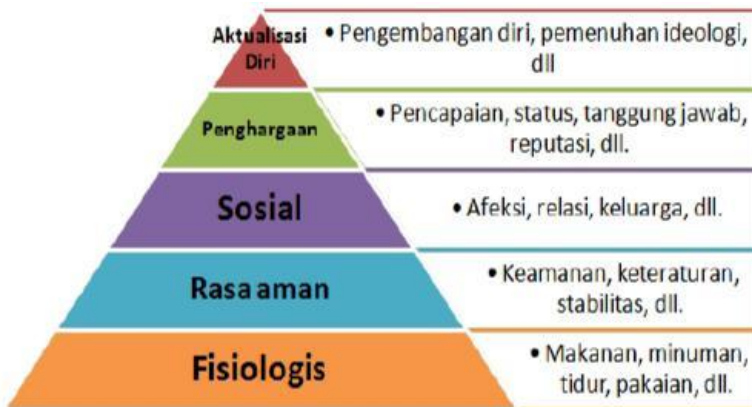 Aktualisasi
Diri
• Pengembangan diri, pemenuhan ideologi,
dll
Penghargaan
• Pencapaian, status, tanggung jawab,
reputasi, dll.
Sosial
• Afeksi, relasi, keluarga, dll.
Rasa aman
• Keamanan, keteraturan,
stabilitas, dll.
Fisiologis
• Makanan, minuman,
tidur, pakaian, dll.